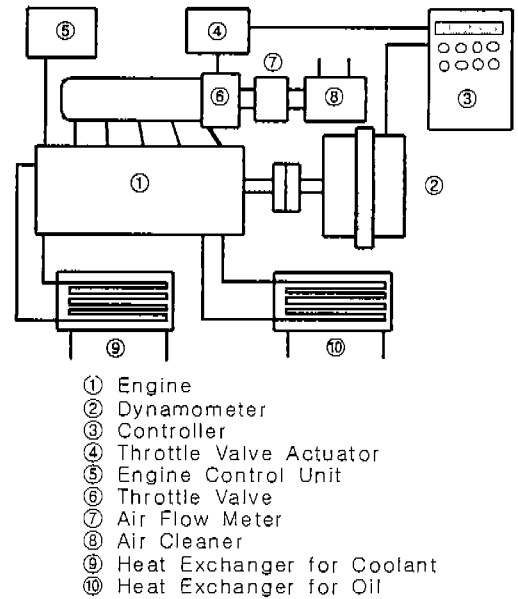 ⑤
④
⑦
⑥
⑧
③
①
②
⑨
⑩
① Engine
② Dynamometer
③ Controller
④ Throttle Valve Actuator
⑤ Engine Control Unit
⑥ Throttle Valve
⑦ Air Flow Meter
⑧ Air Cleaner
⑨ Heat Exchanger for Coolant
⑩ Heat Exchanger for Oil